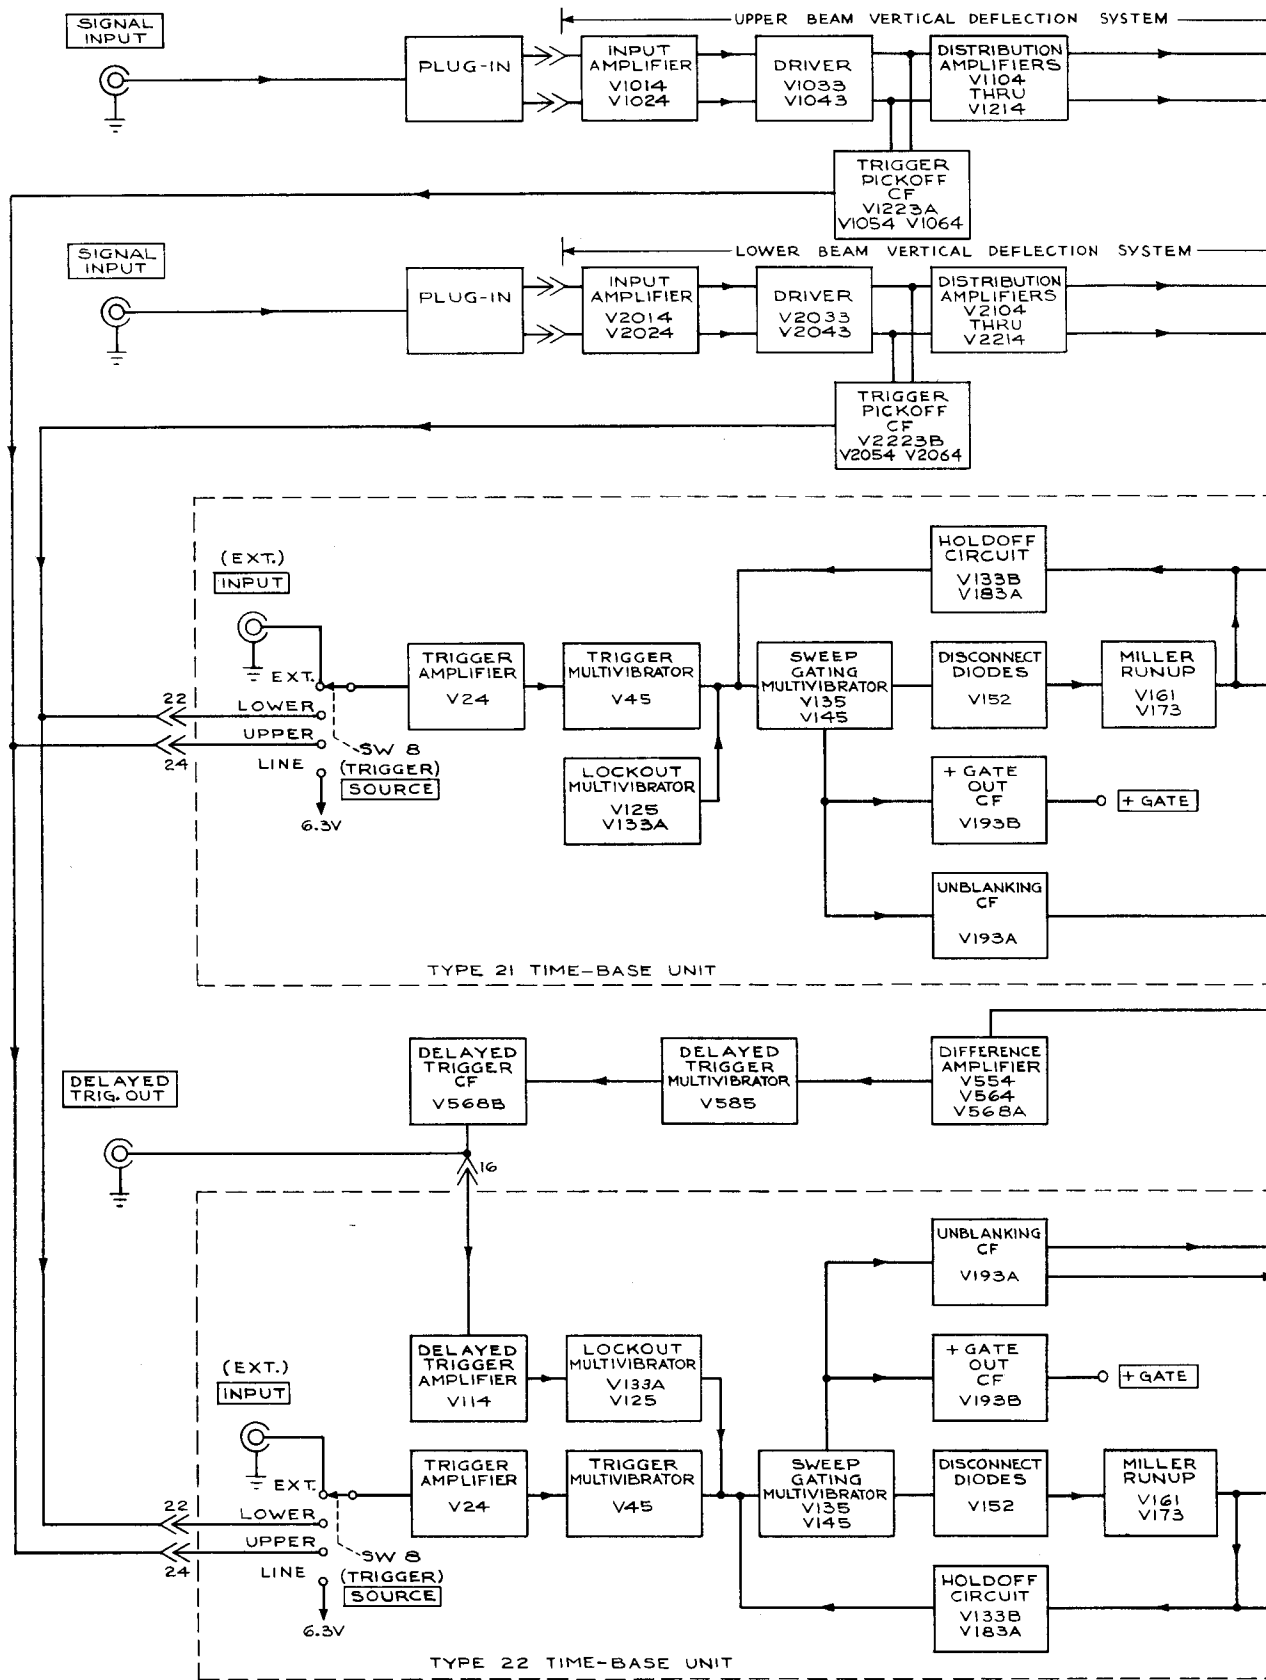 SIGNAL
INPUT
UPPER BEAM VERTICAL DEFLECTION SYSTEM
PLUG-IN
INPUT
AMPLIFIER
V1014
V1024
DRIVER
V1033
V1043
DISTRIBUTION
AMPLIFIERS
V1104
THRU
V1214
TRIGGER
PICKOFF
CF
V1223A
V1054 V1064
SIGNAL
INPUT
LOWER BEAM VERTICAL DEFLECTION SYSTEM
PLUG-IN
INPUT
AMPLIFIER
V2014
V2024
DRIVER
V2033
V2043
DISTRIBUTION
AMPLIFIERS
V2104
THRU
V2214
TRIGGER
PICKOFF
CF
V2223B
V2054 V2064
HOLDOFF
CIRCUIT
V133B
V183A
(EXT.)
INPUT
EXT.
22
LOWER
UPPER
24
LINE
SW 8
(TRIGGER)
SOURCE
6.3V
TRIGGER
AMPLIFIER
V24
TRIGGER
MULTIVIBRATOR
V45
SWEEP
GATING
MULTIVIBRATOR
V135
V145
DISCONNECT
DIODES
V152
MILLER
RUNUP
V161
V173
LOCKOUT
MULTIVIBRATOR
V125
V133A
+ GATE
OUT
CF
V193B
+ GATE
UNBLANKING
CF
V193A
TYPE 21 TIME-BASE UNIT
DELAYED
TRIG. OUT
DELAYED
TRIGGER
CF
V568B
DELAYED
TRIGGER
MULTIVIBRATOR
V585
DIFFERENCE
AMPLIFIER
V554
V564
V568A
16
UNBLANKING
CF
V193A
(EXT.)
INPUT
DELAYED
TRIGGER
AMPLIFIER
V114
LOCKOUT
MULTIVIBRATOR
V133A
V125
+ GATE
OUT
CF
V193B
+ GATE
EXT.
22
LOWER
UPPER
24
LINE
SW 8
(TRIGGER)
SOURCE
6.3V
TRIGGER
AMPLIFIER
V24
TRIGGER
MULTIVIBRATOR
V45
SWEEP
GATING
MULTIVIBRATOR
V135
V145
DISCONNECT
DIODES
V152
MILLER
RUNUP
V161
V173
HOLDOFF
CIRCUIT
V133B
V183A
TYPE 22 TIME-BASE UNIT